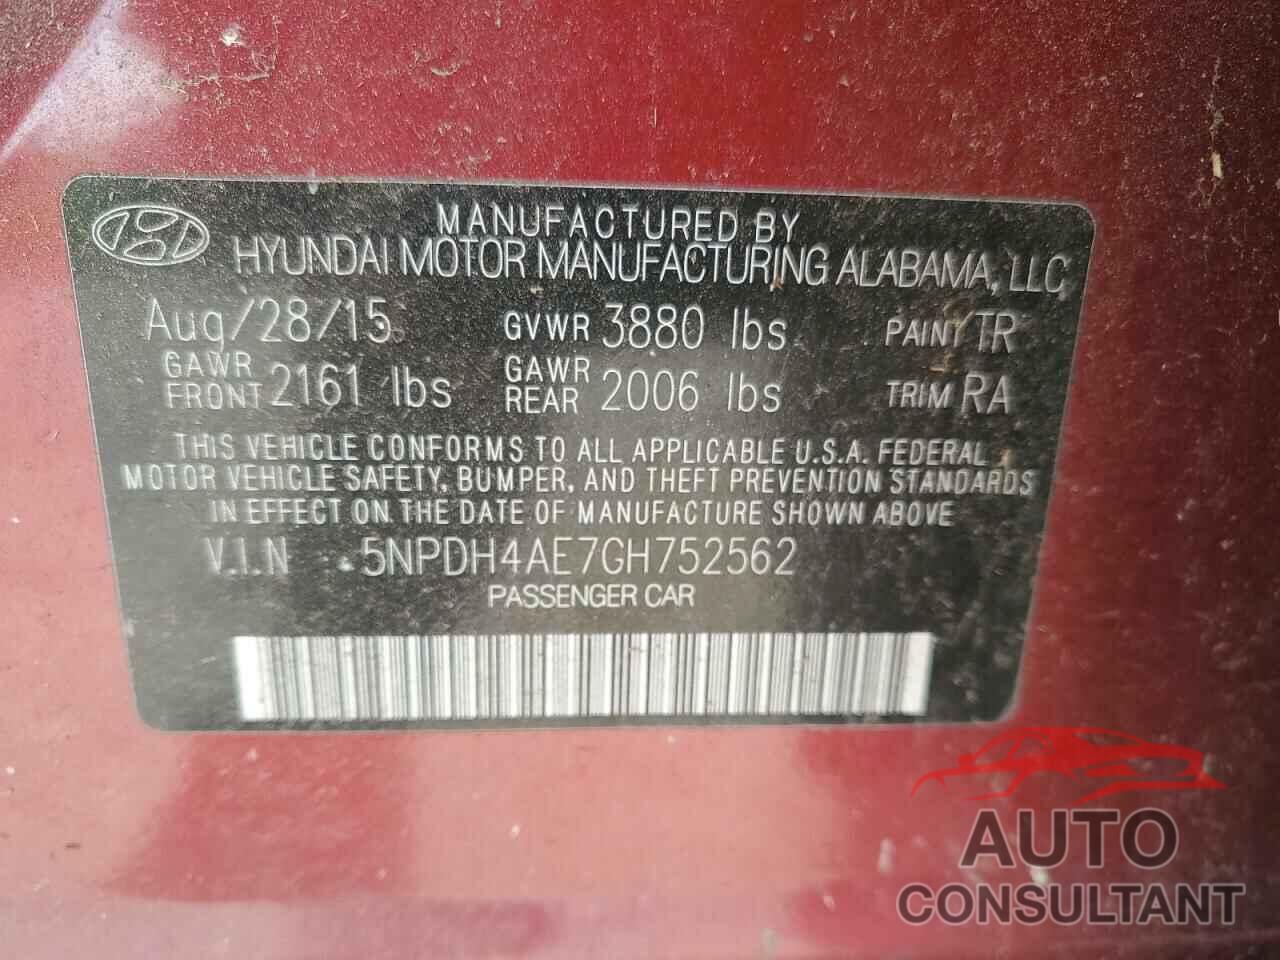 MANUFACTURED BY
HYUNDAI MOTOR MANUFACTURING ALABAMA, LLC
Aug/28/15 GVWR 3880 lbs PAINT TR
GAWR FRONT 2161 lbs GAWR REAR 2006 lbs TRIM RA
THIS VEHICLE CONFORMS TO ALL APPLICABLE U.S.A. FEDERAL
MOTOR VEHICLE SAFETY, BUMPER, AND THEFT PREVENTION STANDARDS
IN EFFECT ON THE DATE OF MANUFACTURE SHOWN ABOVE
V.I.N 5NPDH4AE7GH752562
PASSENGER CAR
AUTO
CONSULTANT